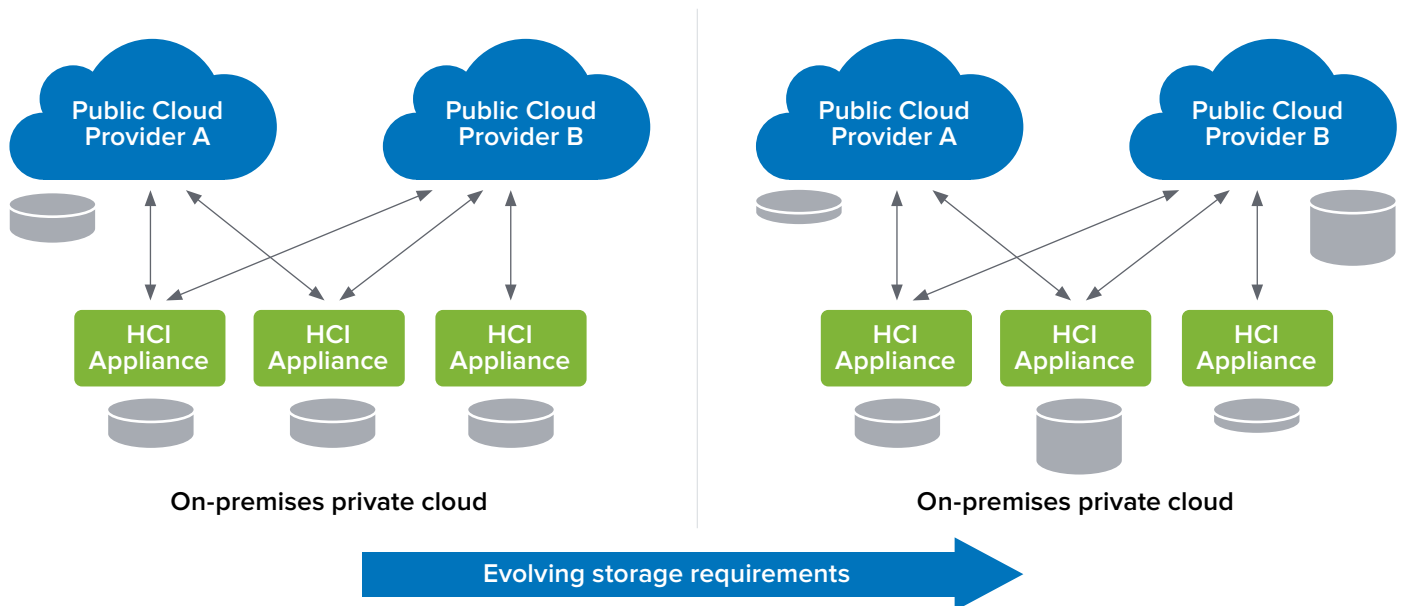 Public Cloud
Provider A
Public Cloud
Provider B
HCI
Appliance
HCI
Appliance
HCI
Appliance
On-premises private cloud
Public Cloud
Provider A
Public Cloud
Provider B
HCI
Appliance
HCI
Appliance
HCI
Appliance
On-premises private cloud
Evolving storage requirements